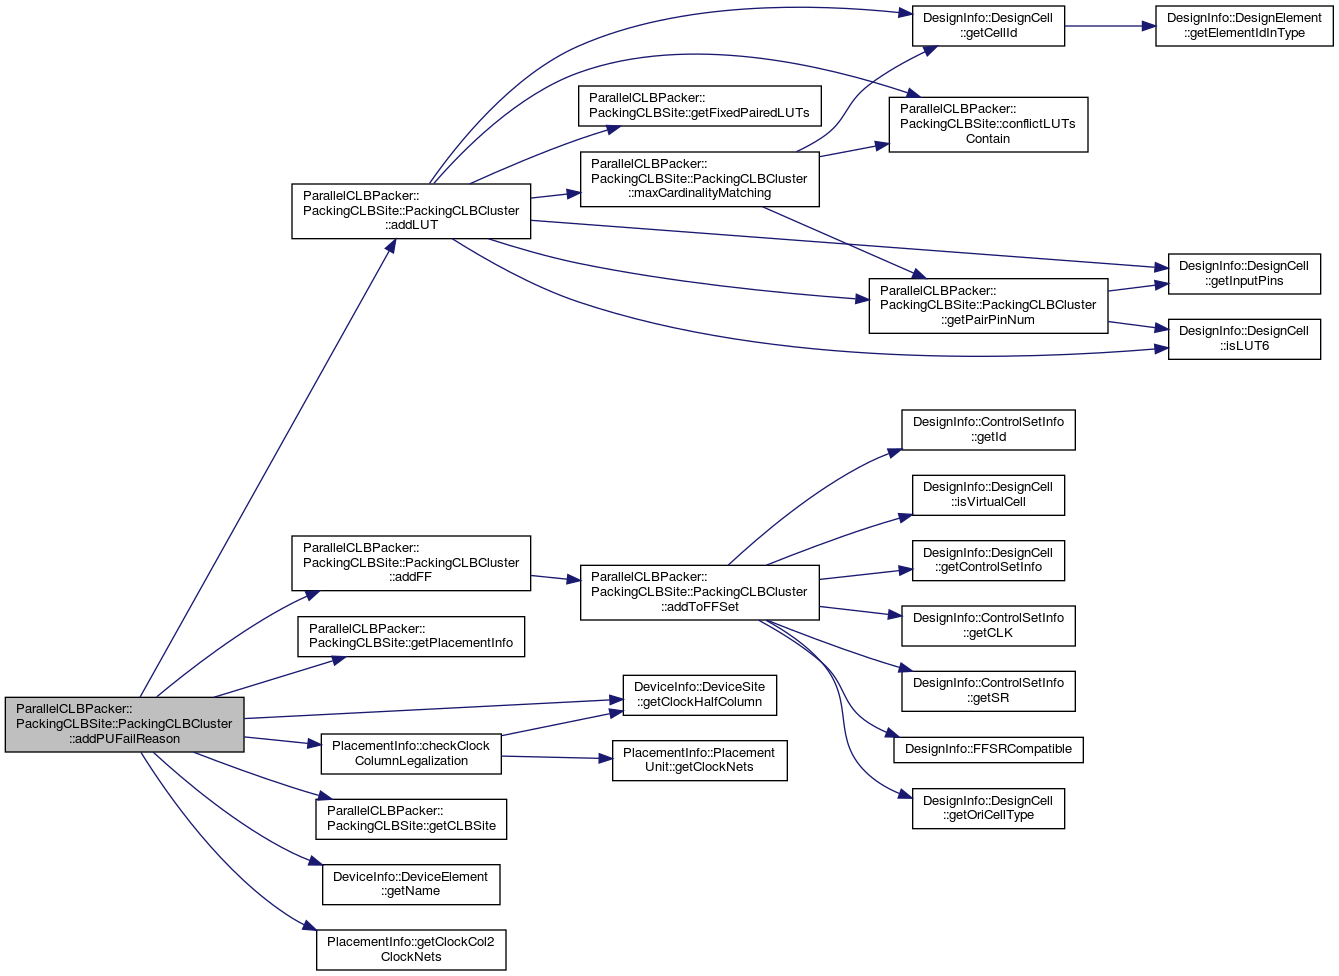 ParallelCLBPacker::
PackingCLBSite::PackingCLBCluster
::addPUFailReason
ParallelCLBPacker::
PackingCLBSite::PackingCLBCluster
::addLUT
ParallelCLBPacker::
PackingCLBSite::PackingCLBCluster
::addFF
ParallelCLBPacker::
PackingCLBSite::getPlacementInfo
PlacementInfo::checkClock
ColumnLegalization
ParallelCLBPacker::
PackingCLBSite::getCLBSite
DeviceInfo::DeviceElement
::getName
PlacementInfo::getClockCol2
ClockNets
ParallelCLBPacker::
PackingCLBSite::getFixedPairedLUTs
ParallelCLBPacker::
PackingCLBSite::PackingCLBCluster
::maxCardinalityMatching
ParallelCLBPacker::
PackingCLBSite::PackingCLBCluster
::addToFFSet
DeviceInfo::DeviceSite
::getClockHalfColumn
PlacementInfo::Placement
Unit::getClockNets
DesignInfo::DesignCell
::getCellId
ParallelCLBPacker::
PackingCLBSite::conflictLUTs
Contain
ParallelCLBPacker::
PackingCLBSite::PackingCLBCluster
::getPairPinNum
DesignInfo::ControlSetInfo
::getId
DesignInfo::DesignCell
::isVirtualCell
DesignInfo::DesignCell
::getControlSetInfo
DesignInfo::ControlSetInfo
::getCLK
DesignInfo::ControlSetInfo
::getSR
DesignInfo::FFSRCompatible
DesignInfo::DesignCell
::getOriCellType
DesignInfo::DesignElement
::getElementIdInType
DesignInfo::DesignCell
::getInputPins
DesignInfo::DesignCell
::isLUT6